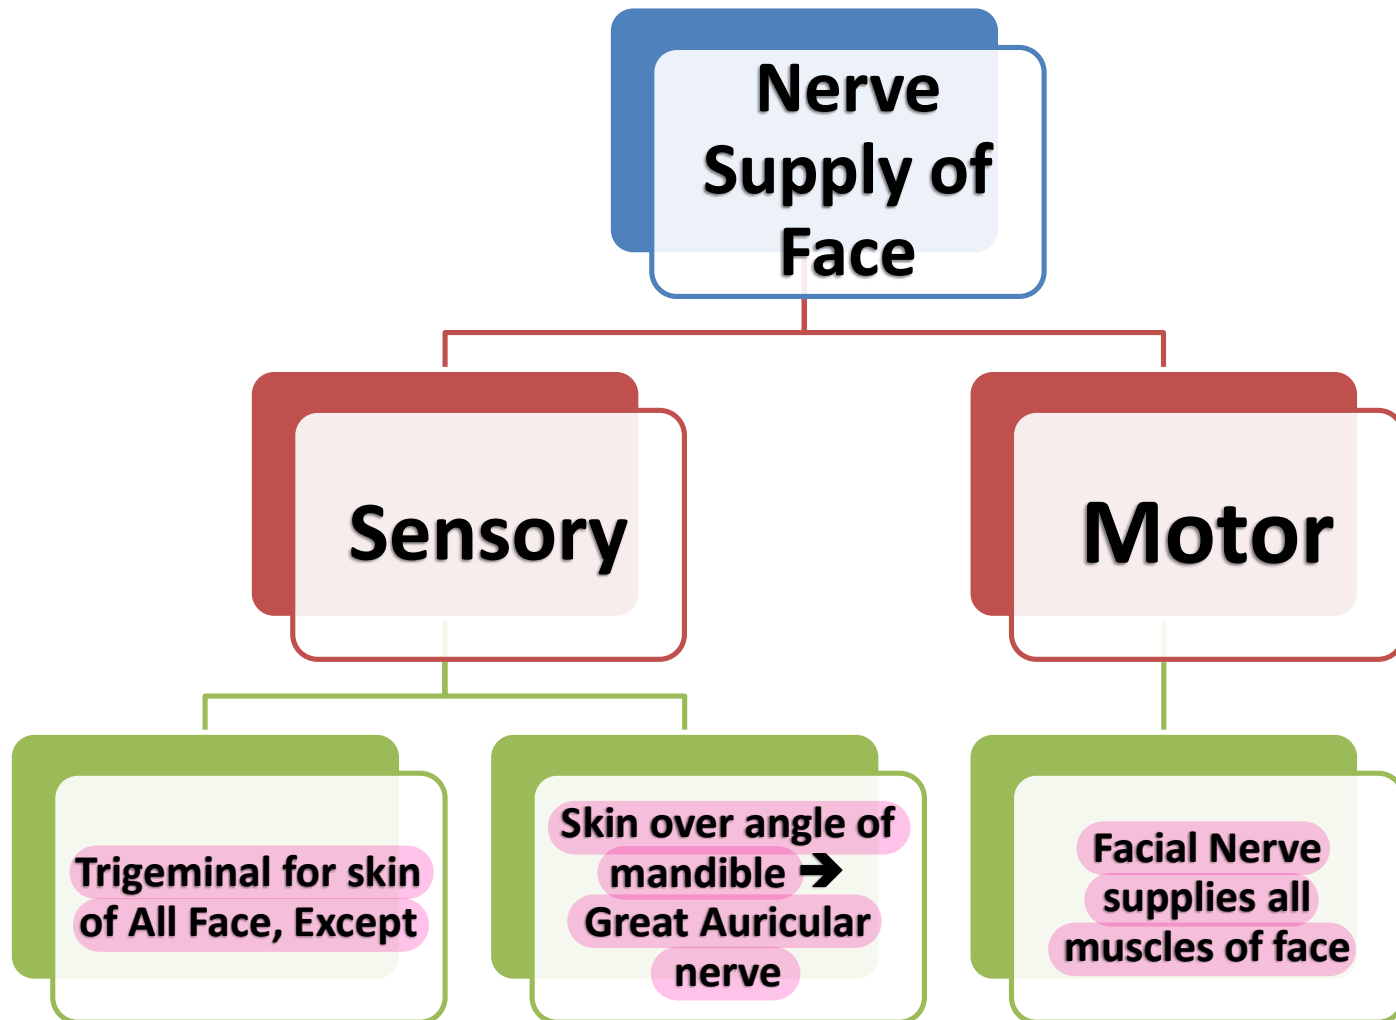 Nerve
Supply of
Face
Sensory
Motor
Trigeminal for skin
of All Face, Except
Skin over angle of
mandible ➔
Great Auricular
nerve
Facial Nerve
supplies all
muscles of face